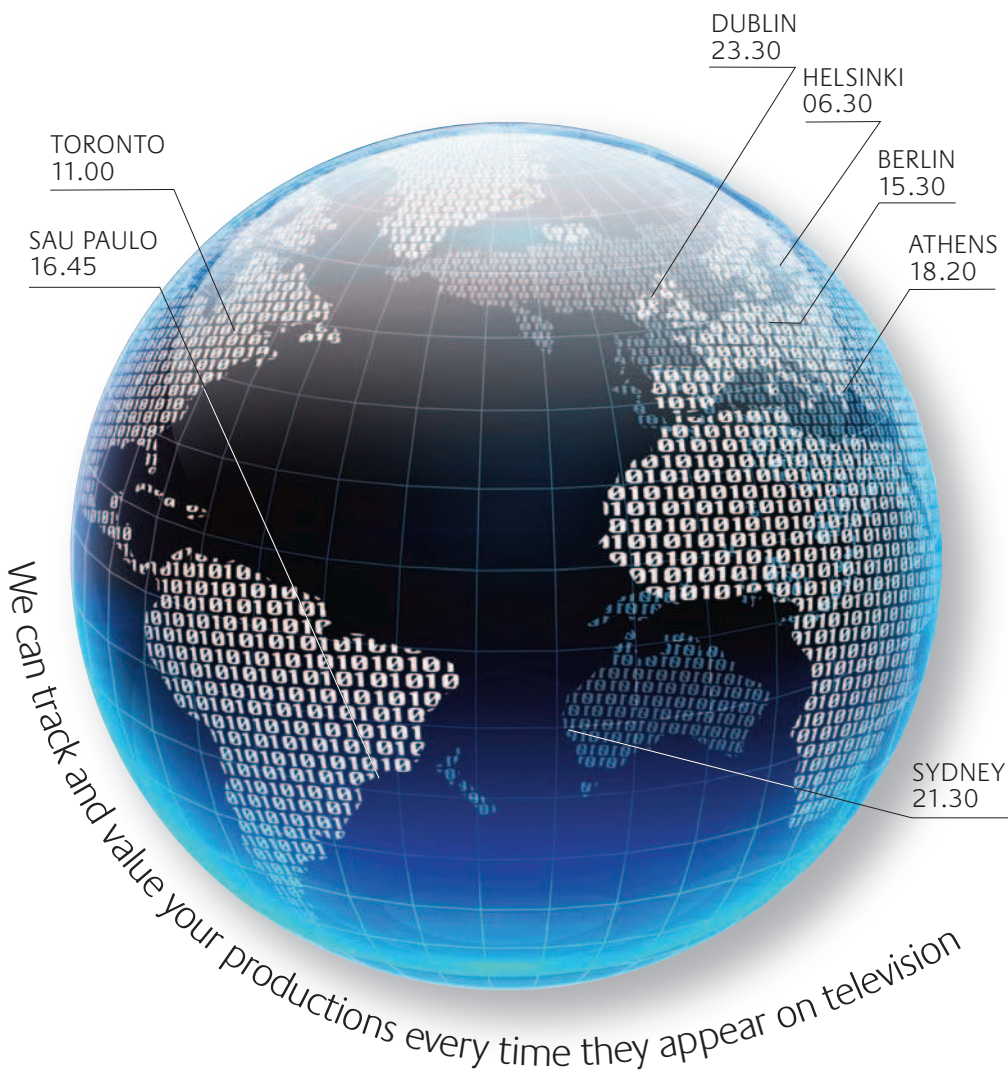 DUBLIN
23.30
HELSINKI
06.30
TORONTO
11.00
BERLIN
15.30
SAU PAULO
16.45
ATHENS
18.20
SYDNEY
21.30
We can track and value your productions every time they appear on television